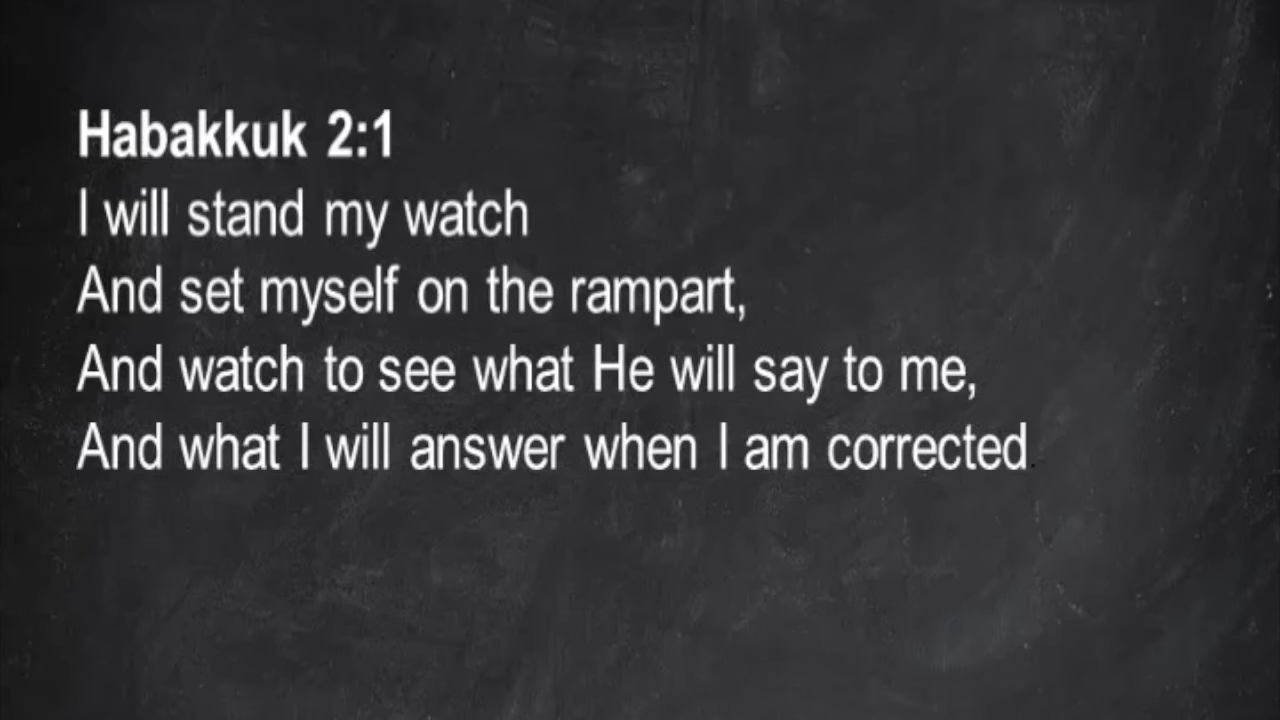 Habakkuk 2:1
I will stand my watch
And set myself on the rampart,
And watch to see what He will say to me,
And what I will answer when I am corrected.